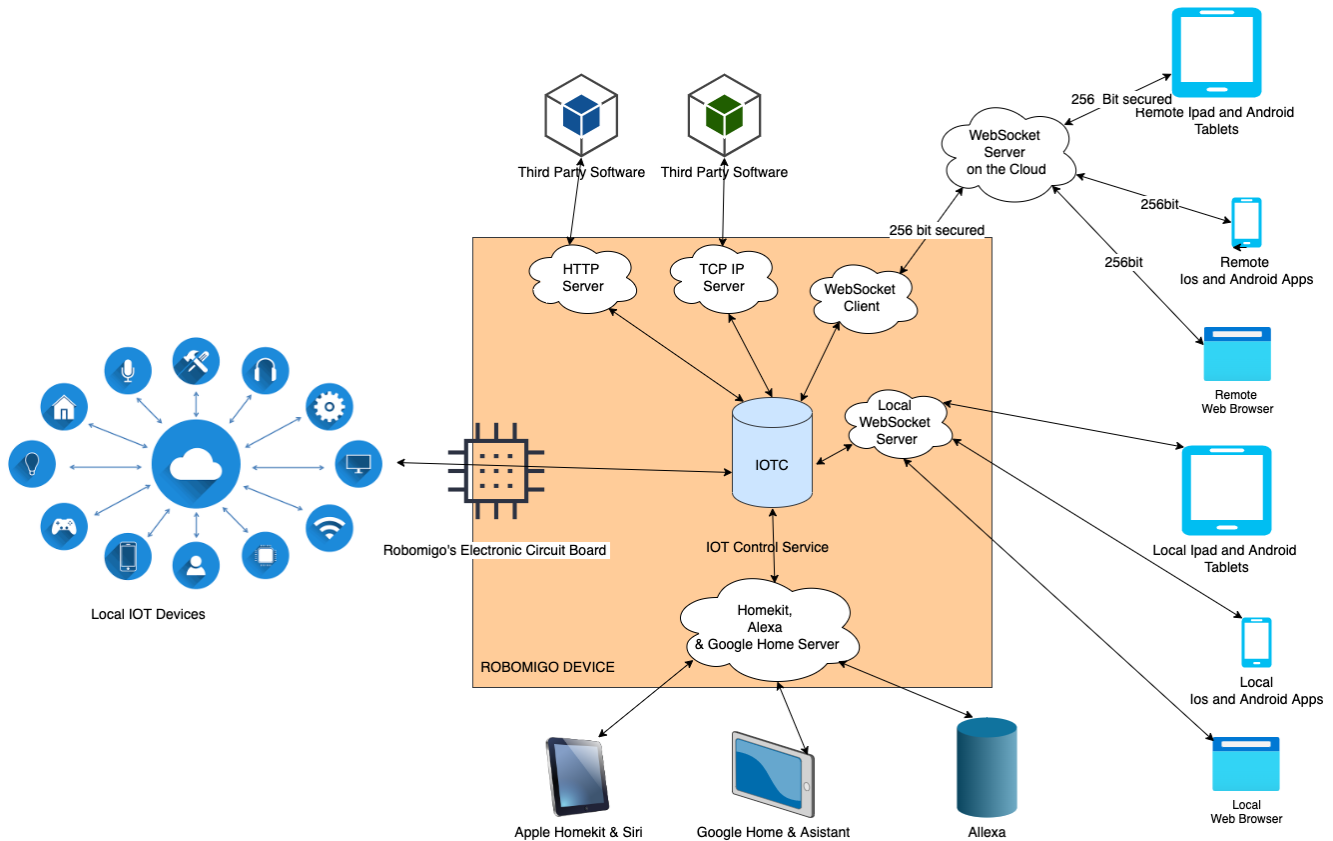 256  Bit secured
Remote Ipad and Android
Tablets
WebSocket
Server
on the Cloud
Third Party Software
Third Party Software
256bit
256 bit secured
Remote
Ios and Android Apps
256bit
HTTP
Server
TCP IP
Server
WebSocket
Client
Remote
Web Browser
Local
WebSocket
Server
IOTC
Robomigo's Electronic Circuit Board
IOT Control Service
Local Ipad and Android
Tablets
Local IOT Devices
Homekit,
Alexa
& Google Home Server
ROBOMIGO DEVICE
Local
Ios and Android Apps
Apple Homekit & Siri
Google Home & Asistant
Allexa
Local
Web Browser